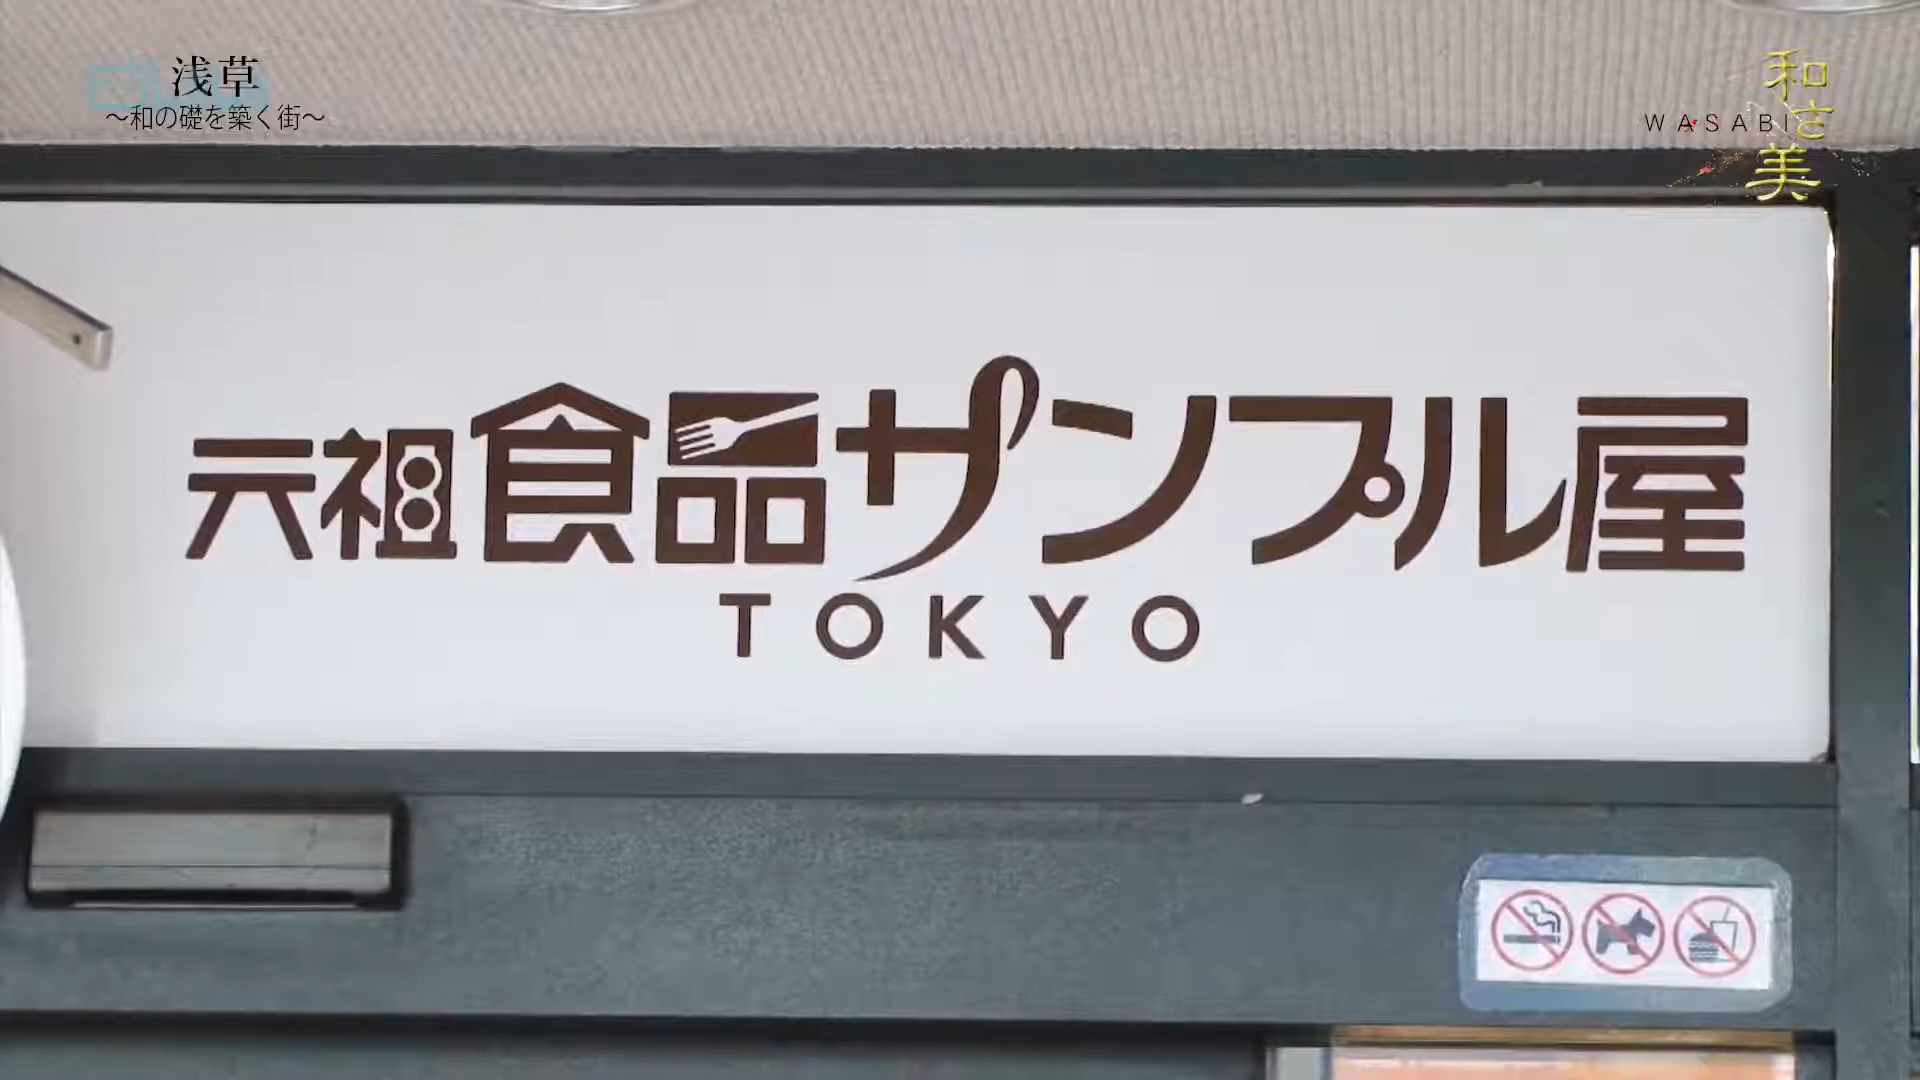 浅草
〜和の礎を築く街〜
和さ美
WASABI
元祖食品サンプル屋
TOKYO